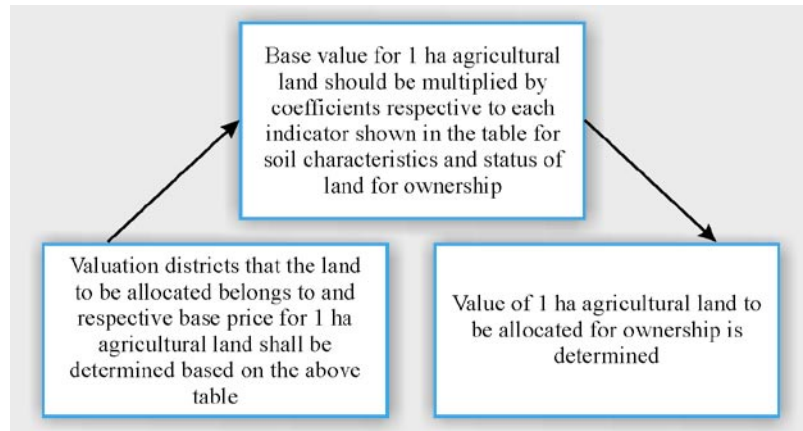 Base value for 1 ha agricultural
land should be multiplied by
coefficients respective to each
indicator shown in the table for
soil characteristics and status of
land for ownership
Valuation districts that the land
to be allocated belongs to and
respective base price for 1 ha
agricultural land shall be
determined based on the above
table
Value of 1 ha agricultural land to
be allocated for ownership is
determined